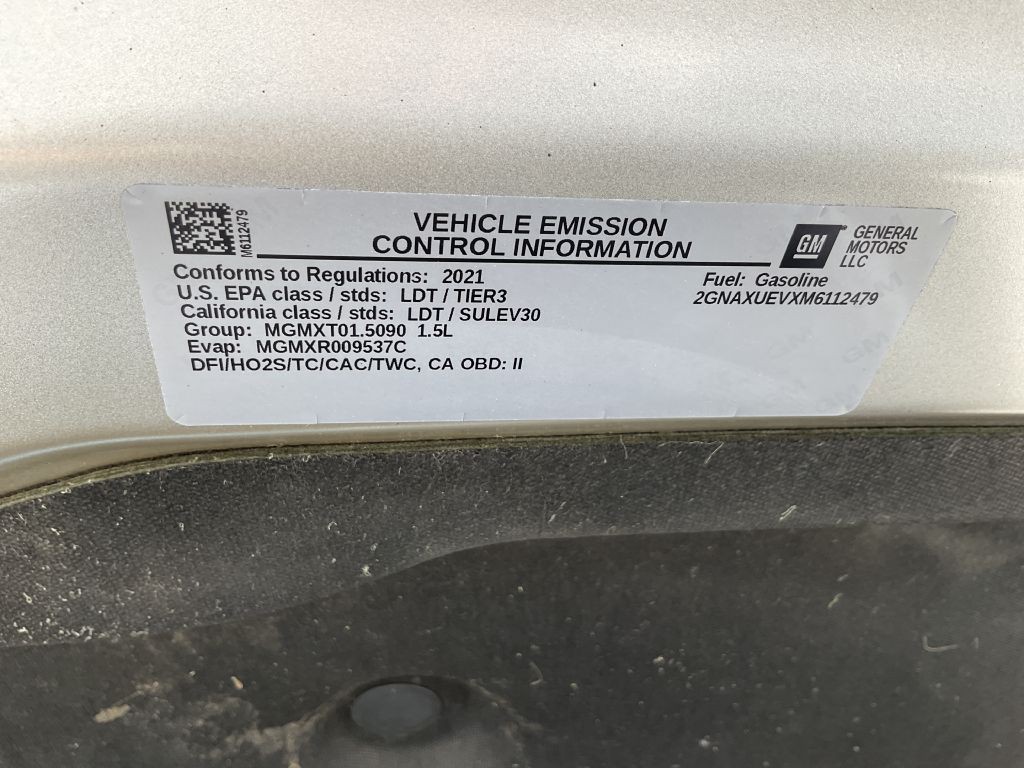 M6112479
VEHICLE EMISSION
CONTROL INFORMATION
GM
GENERAL
MOTORS
LLC
Conforms to Regulations: 2021
Fuel: Gasoline
U.S. EPA class / stds: LDT / TIER3
2GNAXUEVXM6112479
California class / stds: LDT / SULEV30
Group: MGMXT01.5090 1.5L
Evap: MGMXR009537C
DFI/HO2S/TC/CAC/TWC, CA OBD: II